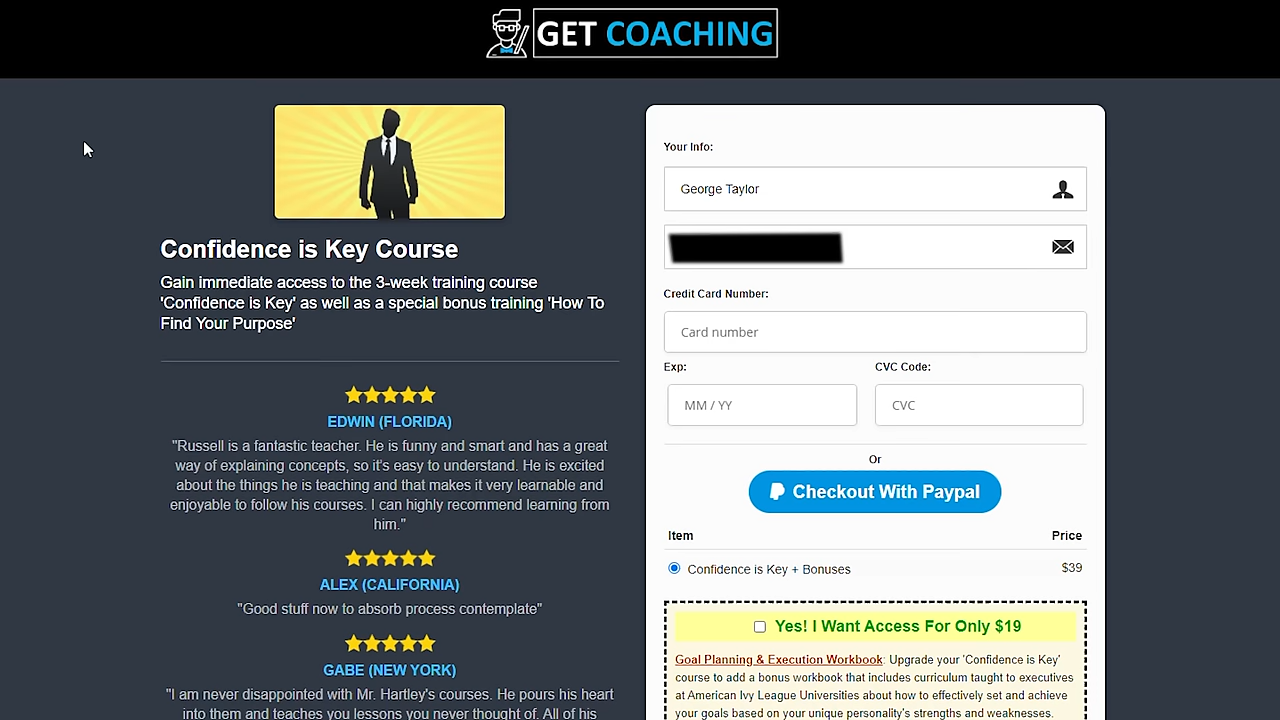 GET COACHING
Confidence is Key Course
Gain immediate access to the 3-week training course
'Confidence is Key' as well as a special bonus training 'How To
Find Your Purpose'
EDWIN (FLORIDA)
"Russell is a fantastic teacher. He is funny and smart and has a great
way of explaining concepts, so it's easy to understand. He is excited
about the things he is teaching and that makes it very learnable and
enjoyable to follow his courses. I can highly recommend learning from
him."
ALEX (CALIFORNIA)
"Good stuff now to absorb process contemplate"
GABE (NEW YORK)
"I am never disappointed with Mr. Hartley's courses. He pours his heart
into them and teaches you lessons you never thought of. All of his
Your Info:
George Taylor
Credit Card Number:
Card number
Exp: CVC Code:
MM / YY CVC
Or
Checkout With Paypal
Item Price
Confidence is Key + Bonuses $39
Yes! I Want Access For Only $19
Goal Planning & Execution Workbook: Upgrade your 'Confidence is Key'
course to add a bonus workbook that includes curriculum taught to executives
at American Ivy League Universities about how to effectively set and achieve
your goals based on your unique personality's strengths and weaknesses.